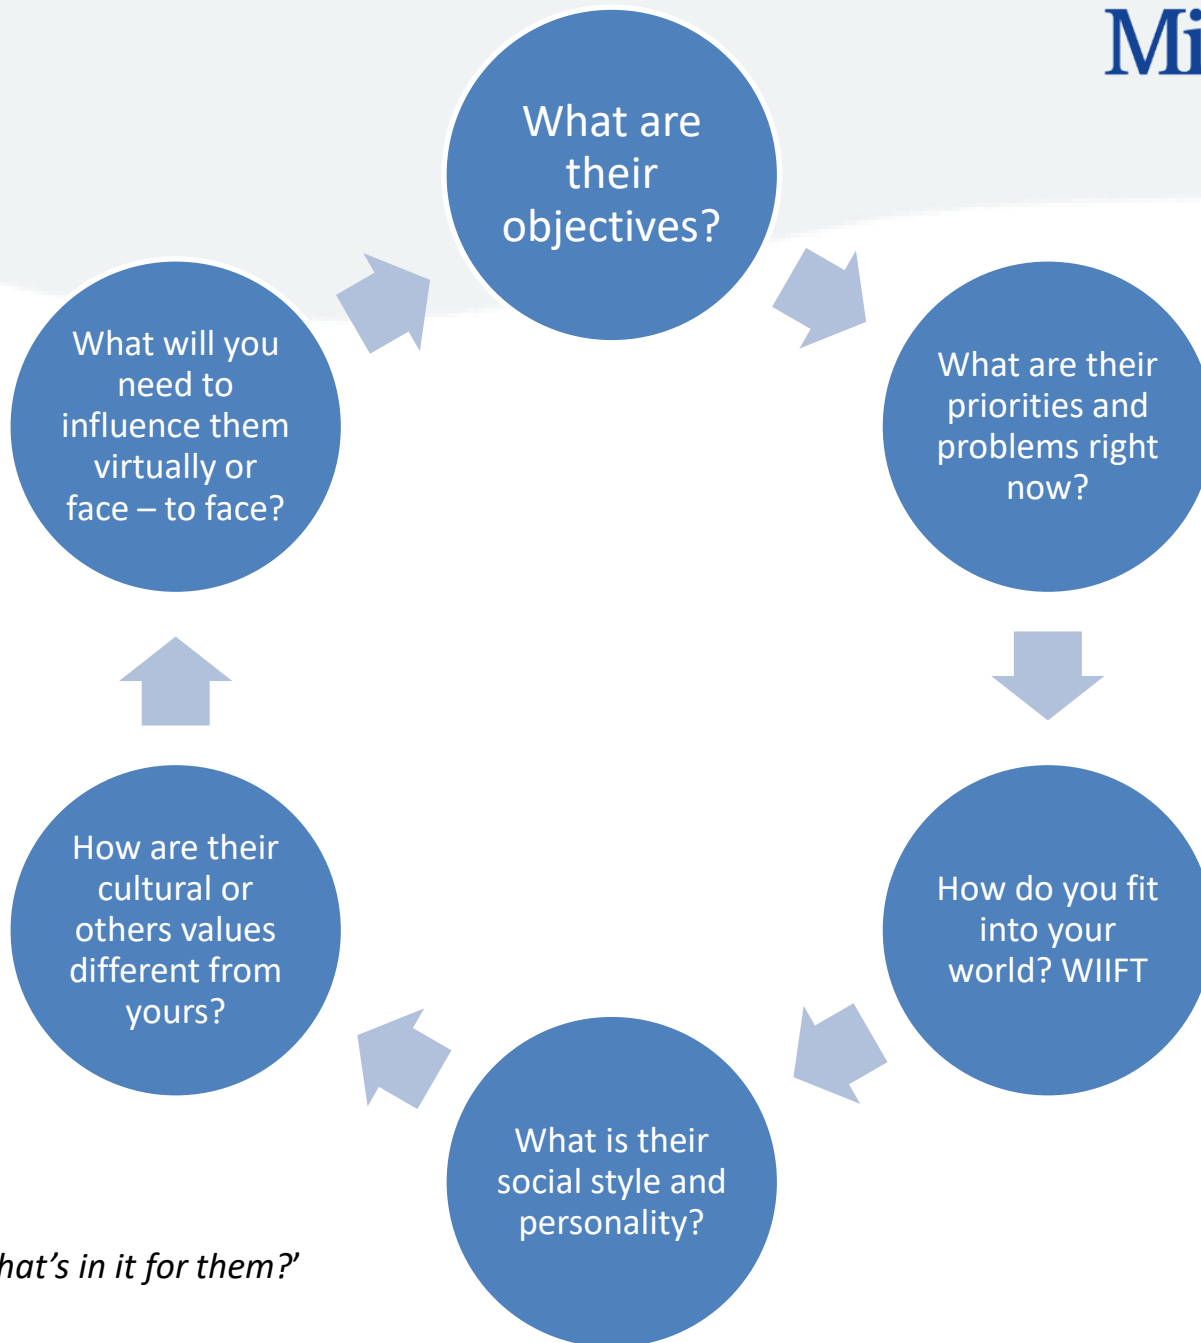 Mi
What are
their
objectives?
What are their
priorities and
problems right
now?
How do you fit
into your
world? WIIFT
What is their
social style and
personality?
How are their
cultural or
others values
different from
yours?
What will you
need to
influence them
virtually or
face – to face?
hat’s in it for them?’